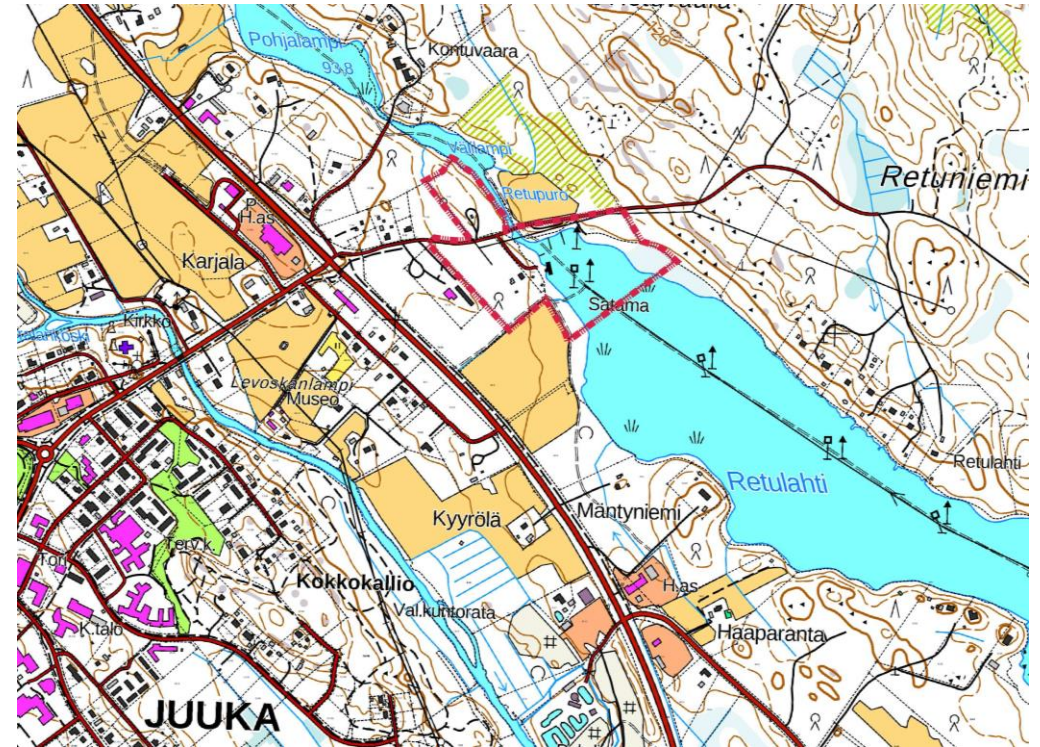 Pohjalampi
93,8
Kontuvaara
Välilampi
Retupuro
Retuniemi
P
H.as
Karjala
Satama
Kirkko
Levoskanlampi
Museo
Retulahti
Retulahti
Kyyrölä
Mäntyniemi
Terv.k.
Tori
Kokkokallio
H.as
Val.kuntorata
K.talo
Haaparanta
JUUKA